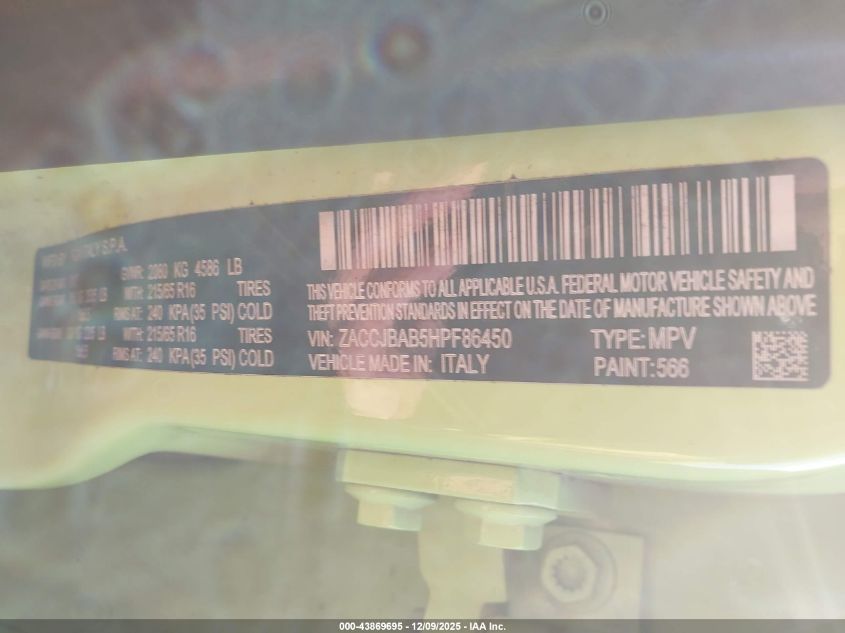 MFD BY ITALY S.P.A.
GVWR: 2080 KG 4586 LB
WITH: 215/65 R16 TIRES
RIMS AT: 240 KPA(35 PSI) COLD
WITH: 215/65 R16 TIRES
RIMS AT: 240 KPA(35 PSI) COLD
THIS VEHICLE CONFORMS TO ALL APPLICABLE U.S.A. FEDERAL MOTOR VEHICLE SAFETY AND
THEFT PREVENTION STANDARDS IN EFFECT ON THE DATE OF MANUFACTURE SHOWN ABOVE
VIN: ZACCJBAB5HPF86450 TYPE: MPV
VEHICLE MADE IN: ITALY PAINT: 566
000-43869695 - 12/09/2025 - IAA Inc.